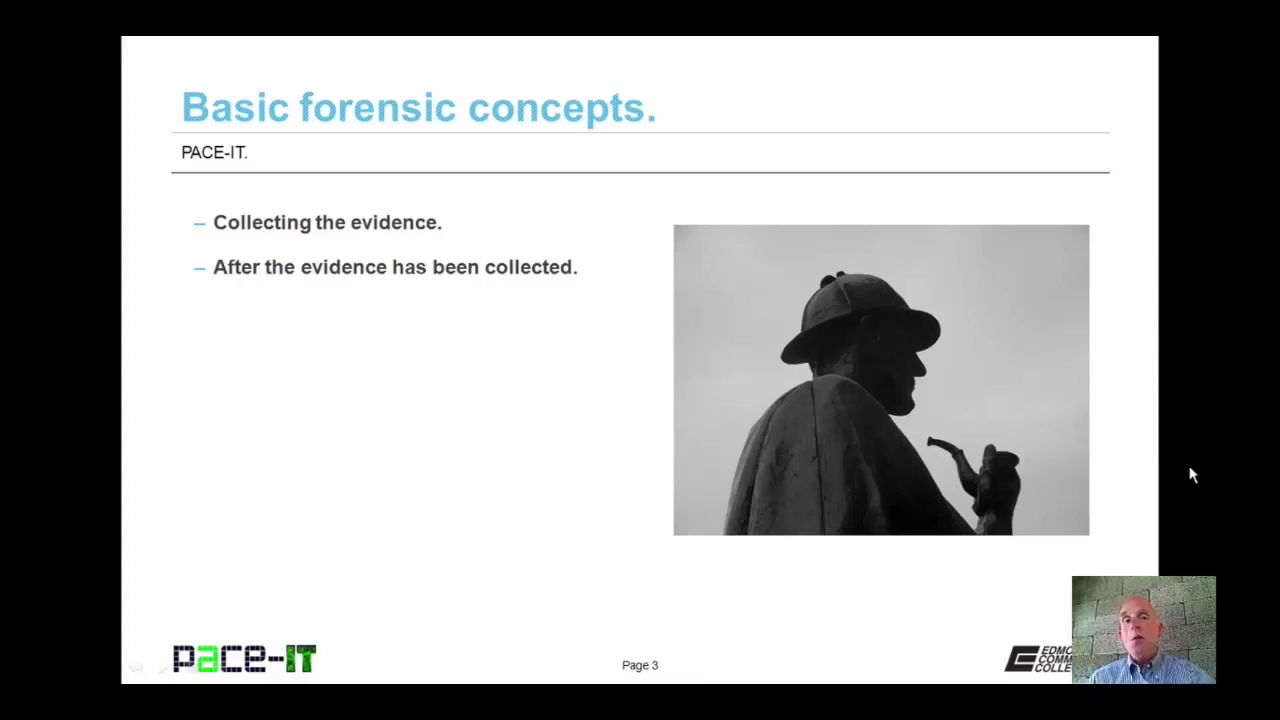 Basic forensic concepts.
PACE-IT.
– Collecting the evidence.
– After the evidence has been collected.
pace-IT
Page 3